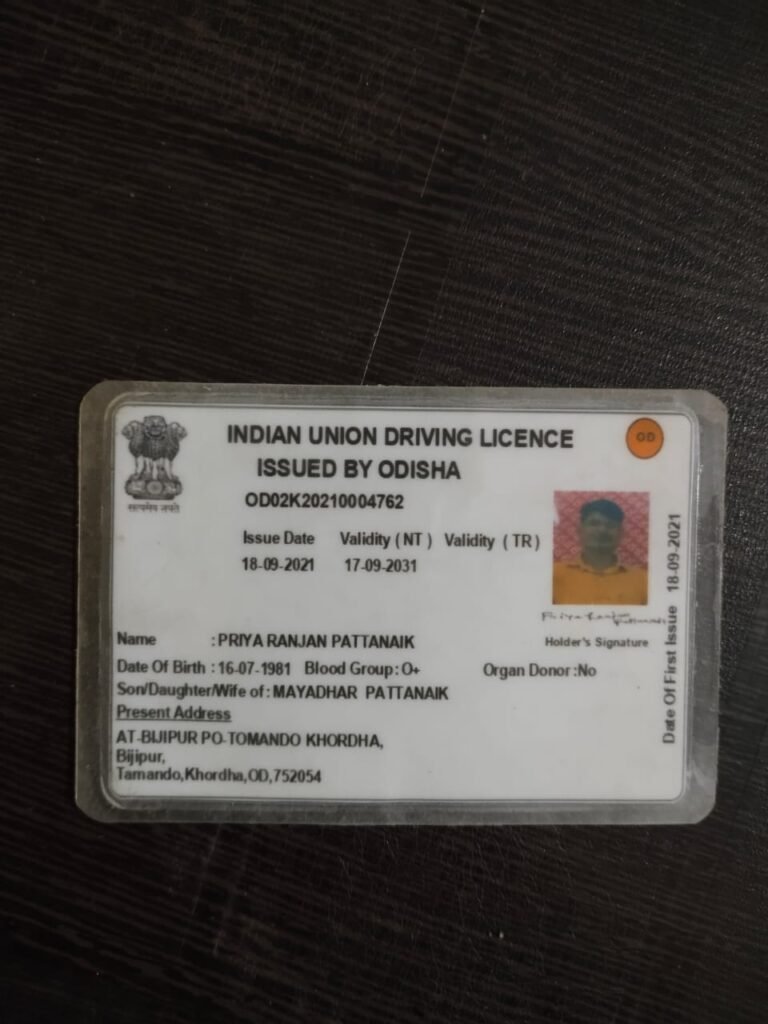 INDIAN UNION DRIVING LICENCE
ISSUED BY ODISHA
OD
OD02K20210004762
सत्यमेव जयते
Issue Date Validity ( NT ) Validity ( TR )
18-09-2021 17-09-2031
Holder's Signature
Date Of First Issue 18-09-2021
Name : PRIYA RANJAN PATTANAIK
Date Of Birth : 16-07-1981 Blood Group : O+ Organ Donor : No
Son/Daughter/Wife of : MAYADHAR PATTANAIK
Present Address
AT-BIJIPUR PO-TOMANDO KHORDHA,
Bijipur,
Tamando,Khordha,OD,752054